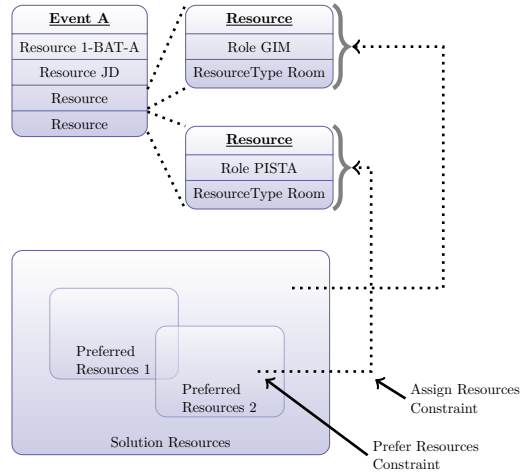 Event A
Resource 1-BAT-A
Resource JD
Resource
Resource
Resource
Role GIM
ResourceType Room
Resource
Role PISTA
ResourceType Room
Preferred
Resources 1
Preferred
Resources 2
Solution Resources
Assign Resources
Constraint
Prefer Resources
Constraint